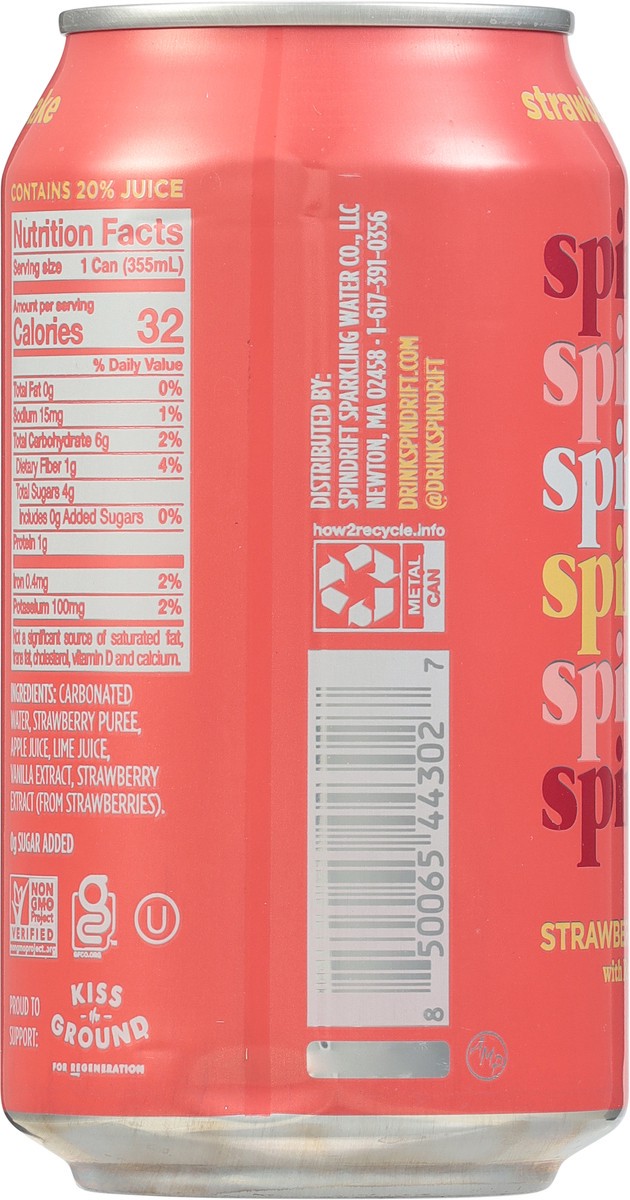 CONTAINS 20% JUICE
Nutrition Facts
Serving size 1 Can (355mL)
Amount per serving
Calories 32
% Daily Value
Total Fat 0g 0%
Sodium 15mg 1%
Total Carbohydrate 6g 2%
Dietary Fiber 1g 4%
Total Sugars 4g
Includes 0g Added Sugars 0%
Protein 1g
Iron 0.4mg 2%
Potassium 100mg 2%
Not a significant source of saturated fat,
trans fat, cholesterol, vitamin D and calcium.
INGREDIENTS: CARBONATED
WATER, STRAWBERRY PUREE,
APPLE JUICE, LIME JUICE,
VANILLA EXTRACT, STRAWBERRY
EXTRACT (FROM STRAWBERRIES).
0g SUGAR ADDED
NON
GMO
Project
VERIFIED
nongmoproject.org
GFCO.ORG
U
PROUD TO
SUPPORT:
KISS
the
GROUND
FOR REGENERATION
DISTRIBUTED BY:
SPINDRIFT SPARKLING WATER CO., LLC
NEWTON, MA 02458 • 1-617-391-0356
DRINKSPINDRIFT.COM
@DRINKSPINDRIFT
how2recycle.info
METAL
CAN
8 50065 44302 7
straw
spi
spi
spi
spi
spi
spi
STRAWBE
with